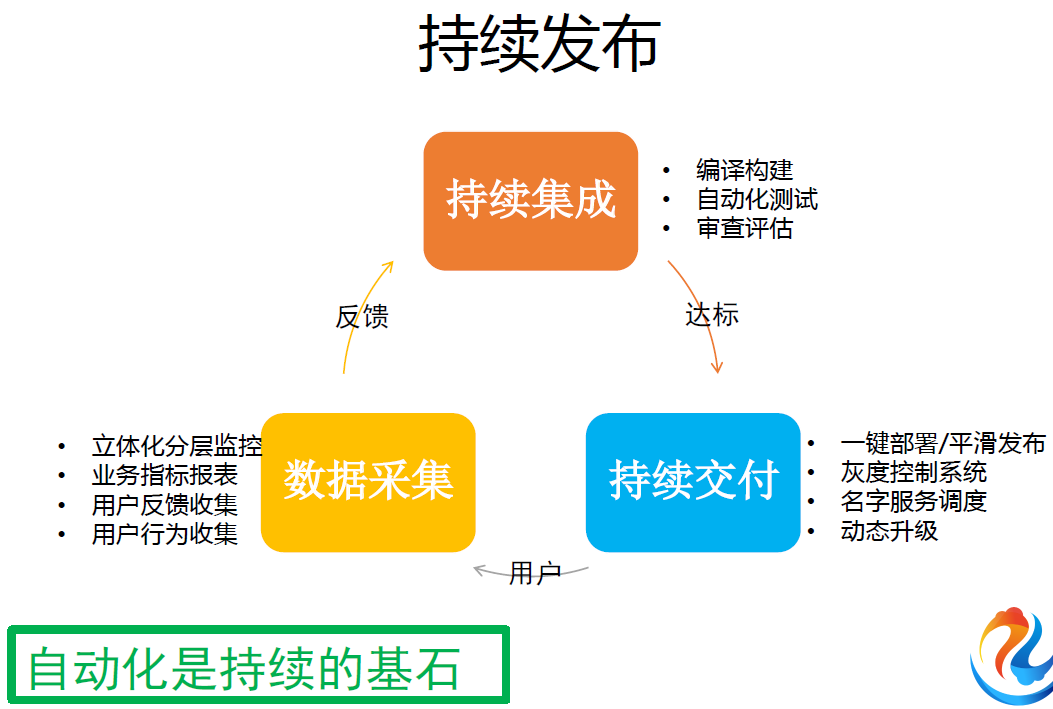 持续发布
持续集成
• 编译构建
• 自动化测试
• 审查评估
反馈
达标
• 立体化分层监控
• 业务指标报表
• 用户反馈收集
• 用户行为收集
数据采集
持续交付
• 一键部署/平滑发布
• 灰度控制系统
• 名字服务调度
• 动态升级
用户
自动化是持续的基石